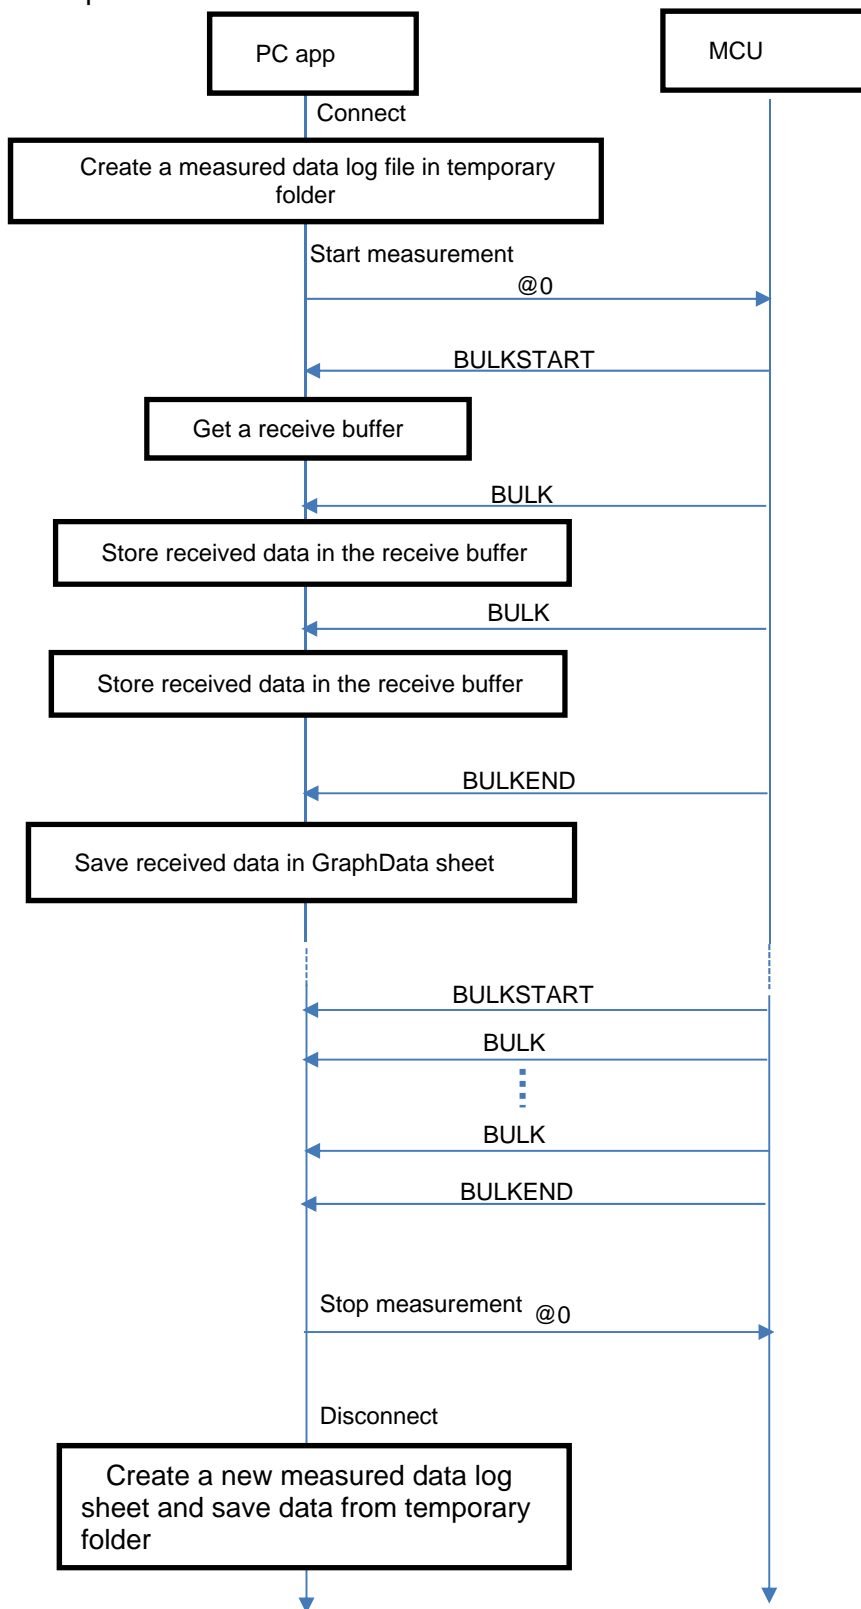 PC app
MCU
Connect
Create a measured data log file in temporary
folder
Start measurement
@0
BULKSTART
Get a receive buffer
BULK
Store received data in the receive buffer
BULK
Store received data in the receive buffer
BULKEND
Save received data in GraphData sheet
BULKSTART
BULK
BULK
BULKEND
Stop measurement
@0
Disconnect
Create a new measured data log
sheet and save data from temporary
folder